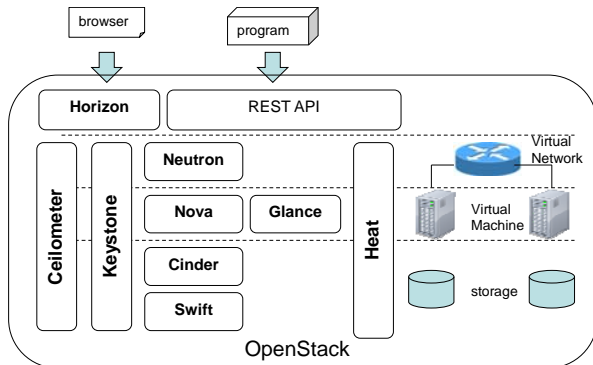 browser
program
Horizon
REST API
Ceilometer
Keystone
Neutron
Nova
Glance
Cinder
Swift
Heat
Virtual
Network
Virtual
Machine
storage
OpenStack